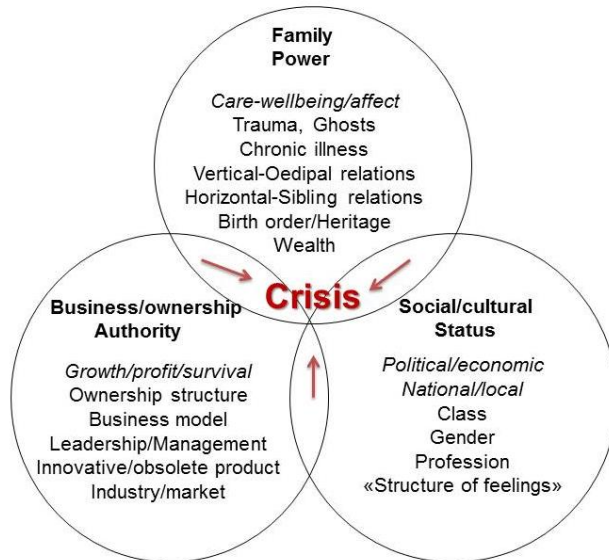 Family
Power
Care-wellbeing/affect
Trauma, Ghosts
Chronic illness
Vertical-Oedipal relations
Horizontal-Sibling relations
Birth order/Heritage
Wealth
Crisis
Business/ownership
Authority
Growth/profit/survival
Ownership structure
Business model
Leadership/Management
Innovative/obsolete product
Industry/market
Social/cultural
Status
Political/economic
National/local
Class
Gender
Profession
«Structure of feelings»